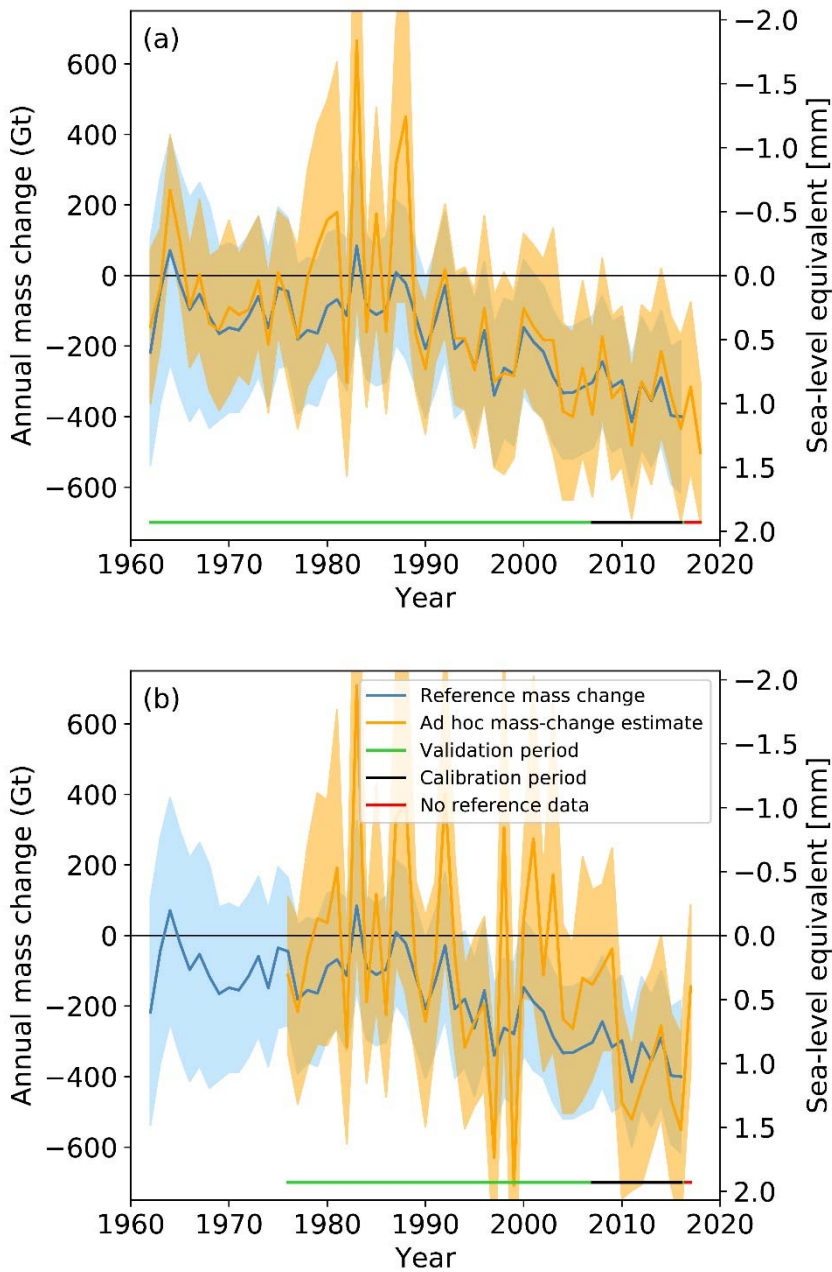 (a)
600
400
200
0
−200
−400
−600
Annual mass change (Gt)
−2.0
−1.5
−1.0
−0.5
0.0
0.5
1.0
1.5
2.0
Sea-level equivalent [mm]
1960 1970 1980 1990 2000 2010 2020
Year
(b)
600
400
200
0
−200
−400
−600
Annual mass change (Gt)
Reference mass change
Ad hoc mass-change estimate
Validation period
Calibration period
No reference data
−2.0
−1.5
−1.0
−0.5
0.0
0.5
1.0
1.5
2.0
Sea-level equivalent [mm]
1960 1970 1980 1990 2000 2010 2020
Year